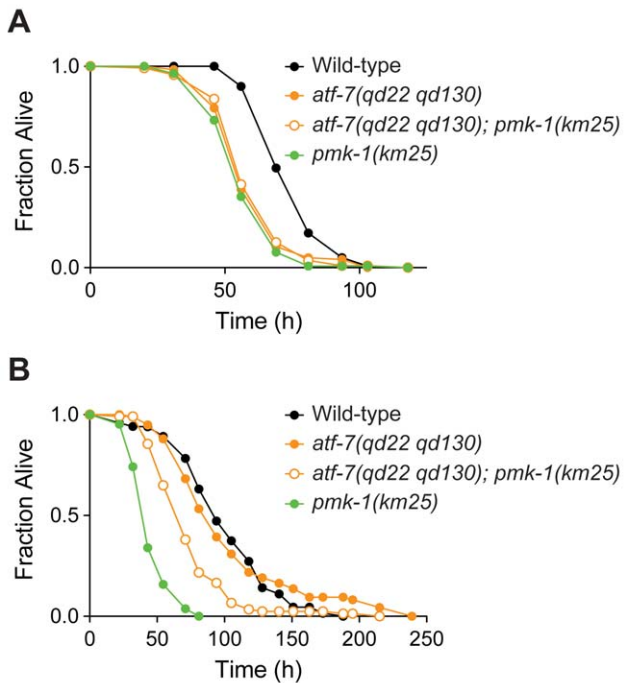 A
1.0
0.5
0.0
Fraction Alive
0
50
100
Time (h)
Wild-type
atf-7(qd22 qd130)
atf-7(qd22 qd130); pmk-1(km25)
pmk-1(km25)
B
1.0
0.5
0.0
Fraction Alive
0
50
100
150
200
250
Time (h)
Wild-type
atf-7(qd22 qd130)
atf-7(qd22 qd130); pmk-1(km25)
pmk-1(km25)